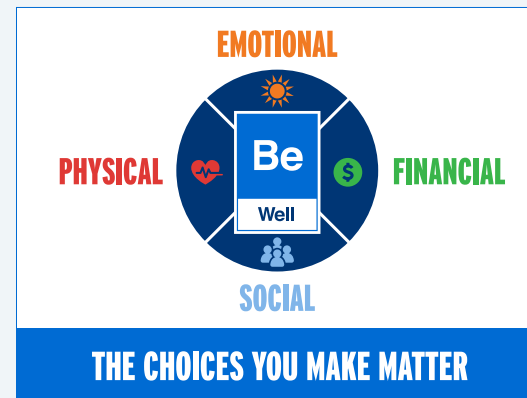 EMOTIONAL
PHYSICAL
Be
Well
$
FINANCIAL
SOCIAL
THE CHOICES YOU MAKE MATTER